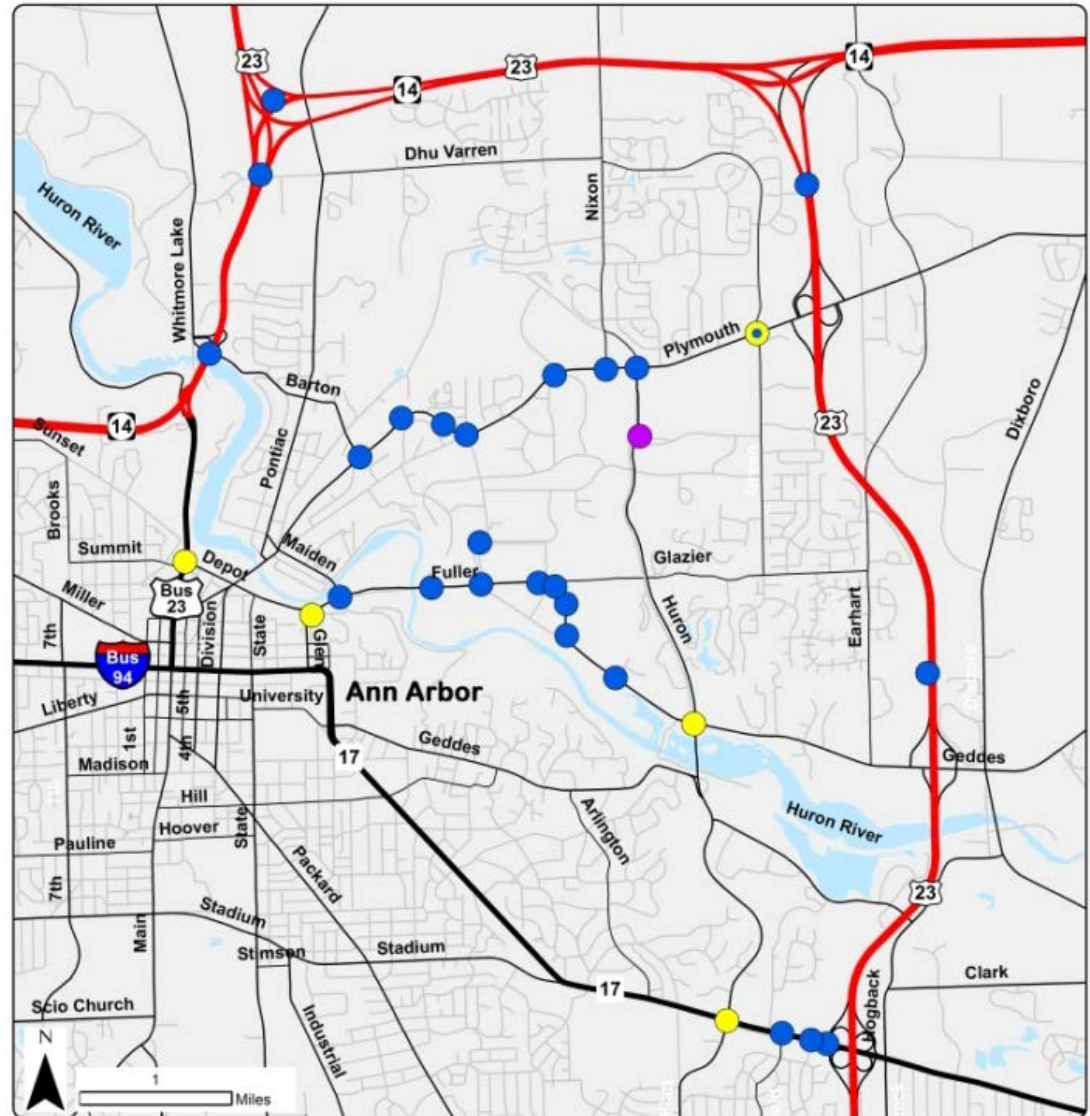 23
23
14
14
Dhu Varren
Huron River
Whitmore Lake
Nixon
Plymouth
Barton
23
Dixboro
14
Sunset
Pontiac
Brooks
Maiden
Summit
Depot
Fuller
Glazier
Miller
Bus
23
Division
State
Glen
Huron
Earhart
7th
Bus
94
University
Ann Arbor
Liberty
5th
1st
4th
17
Geddes
Geddes
Dixboro
Madison
Hill
Hoover
State
Pauline
Arlington
Huron River
Packard
7th
23
Stadium
Main
Stimson
Stadium
17
Clark
Hogback
Scio Church
Industrial
N
1
Miles